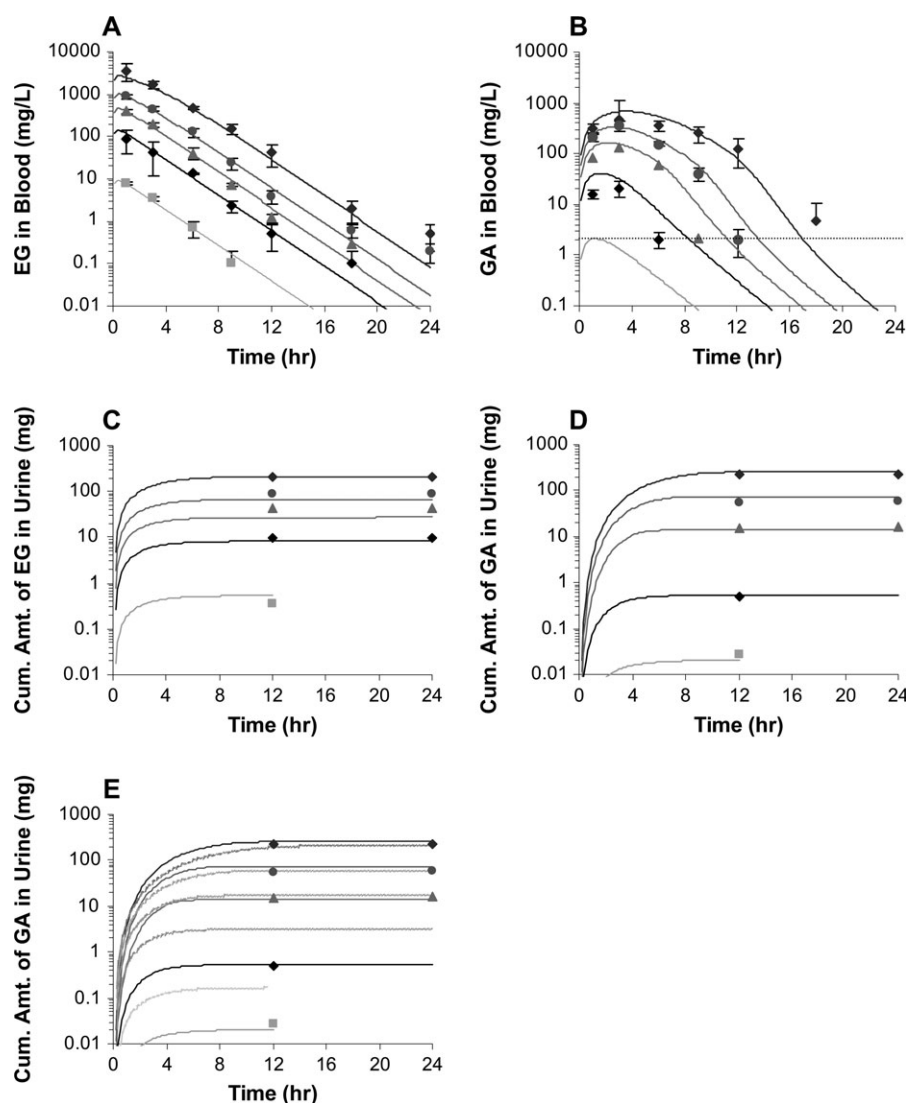 A
EG in Blood (mg/L)
10000
1000
100
10
1
0.1
0.01
0 4 8 12 16 20 24
Time (hr)
B
GA in Blood (mg/L)
10000
1000
100
10
1
0.1
0 4 8 12 16 20 24
Time (hr)
C
Cum. Amt. of EG in Urine (mg)
1000
100
10
1
0.1
0.01
0 4 8 12 16 20 24
Time (hr)
D
Cum. Amt. of GA in Urine (mg)
1000
100
10
1
0.1
0.01
0 4 8 12 16 20 24
Time (hr)
E
Cum. Amt. of GA in Urine (mg)
1000
100
10
1
0.1
0.01
0 4 8 12 16 20 24
Time (hr)